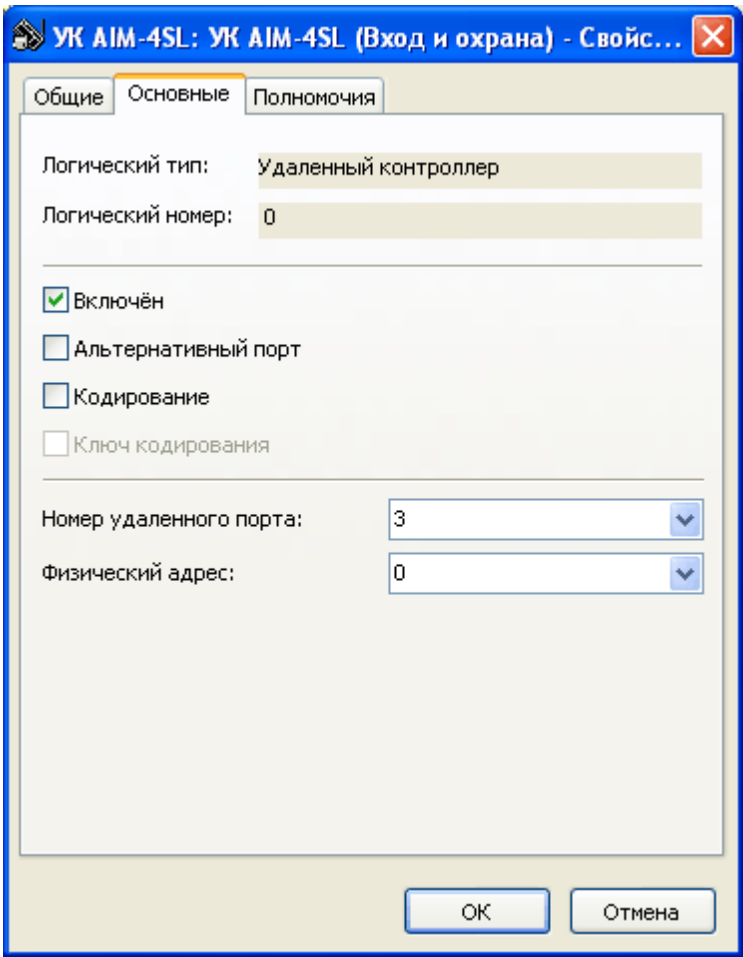 УК AIM-4SL: УК AIM-4SL (Вход и охрана) - Свойс...
Общие Основные Полномочия
Логический тип: Удаленный контроллер
Логический номер: 0
Включён
Альтернативный порт
Кодирование
Ключ кодирования
Номер удаленного порта: 3
Физический адрес: 0
ОК Отмена